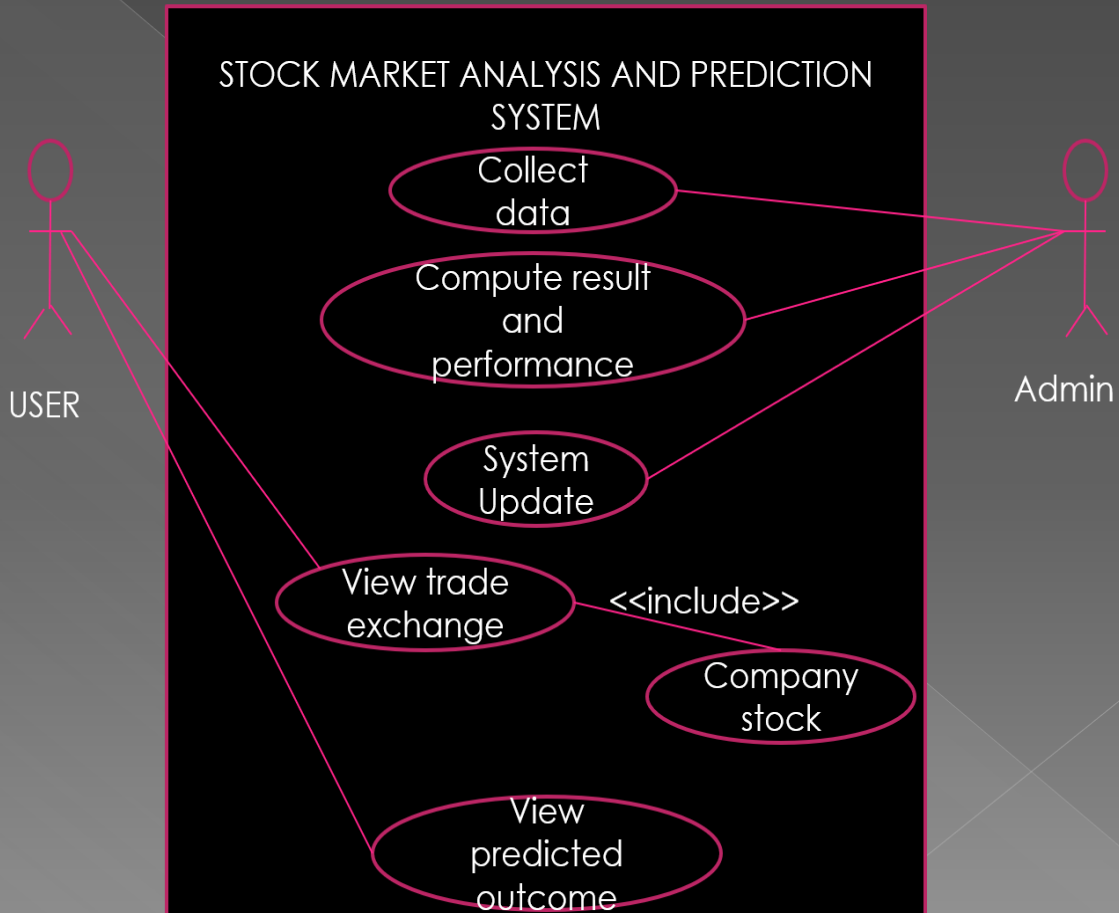 STOCK MARKET ANALYSIS AND PREDICTION
SYSTEM
Collect
data
Compute result
and
performance
USER
Admin
System
Update
View trade
exchange
<<include>>
Company
stock
View
predicted
outcome